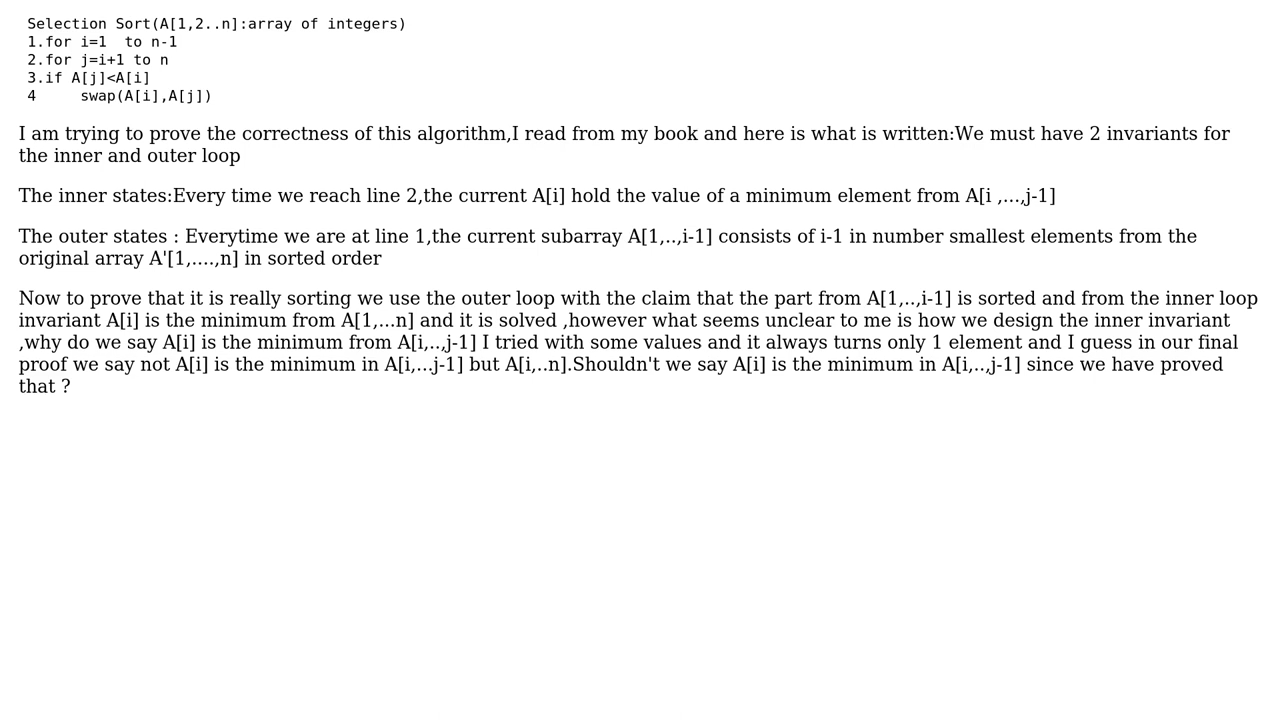 Selection Sort(A[1,2..n]:array of integers)
1.for i=1  to n-1
2.for j=i+1 to n
3.if A[j]<A[i]
4     swap(A[i],A[j])
I am trying to prove the correctness of this algorithm,I read from my book and here is what is written:We must have 2 invariants for
the inner and outer loop
The inner states:Every time we reach line 2,the current A[i] hold the value of a minimum element from A[i ,...,j-1]
The outer states : Everytime we are at line 1,the current subarray A[1,..,i-1] consists of i-1 in number smallest elements from the
original array A'[1,....,n] in sorted order
Now to prove that it is really sorting we use the outer loop with the claim that the part from A[1,..,i-1] is sorted and from the inner loop
invariant A[i] is the minimum from A[1,...n] and it is solved ,however what seems unclear to me is how we design the inner invariant
,why do we say A[i] is the minimum from A[i,..,j-1] I tried with some values and it always turns only 1 element and I guess in our final
proof we say not A[i] is the minimum in A[i,...j-1] but A[i,..n].Shouldn't we say A[i] is the minimum in A[i,..,j-1] since we have proved
that ?